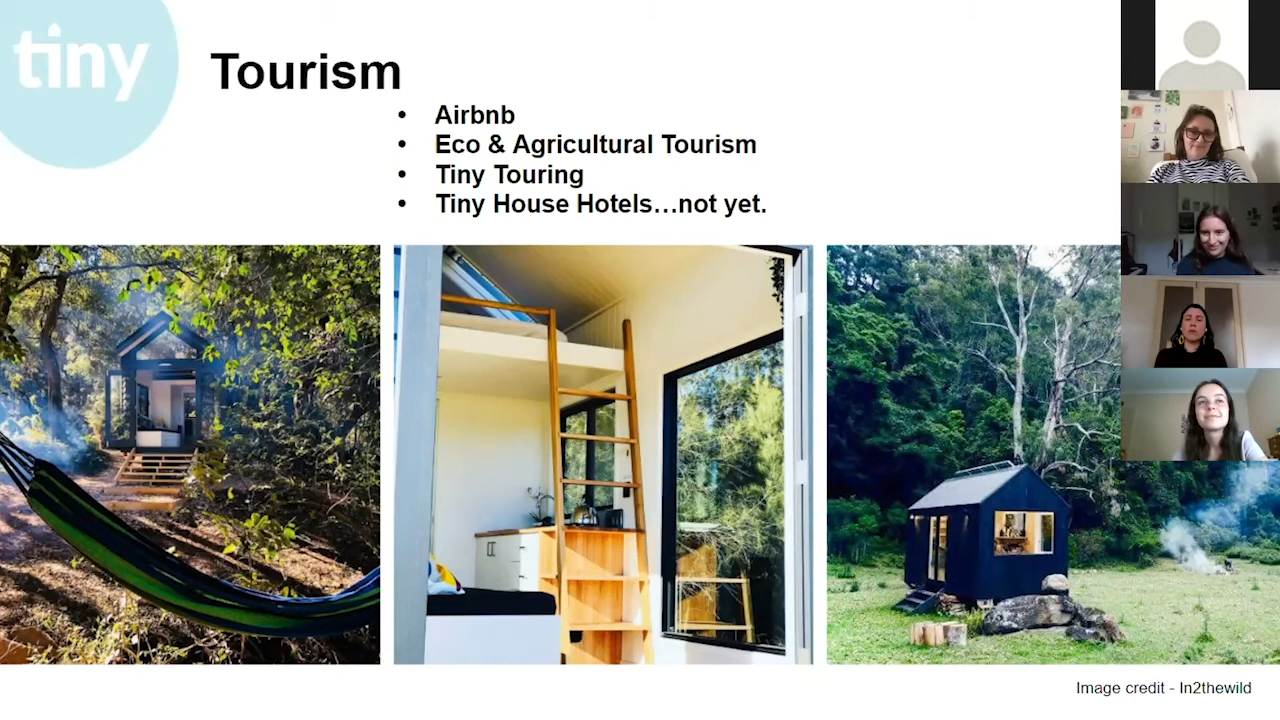 tiny
Tourism
• Airbnb
• Eco & Agricultural Tourism
• Tiny Touring
• Tiny House Hotels…not yet.
Image credit - In2thewild